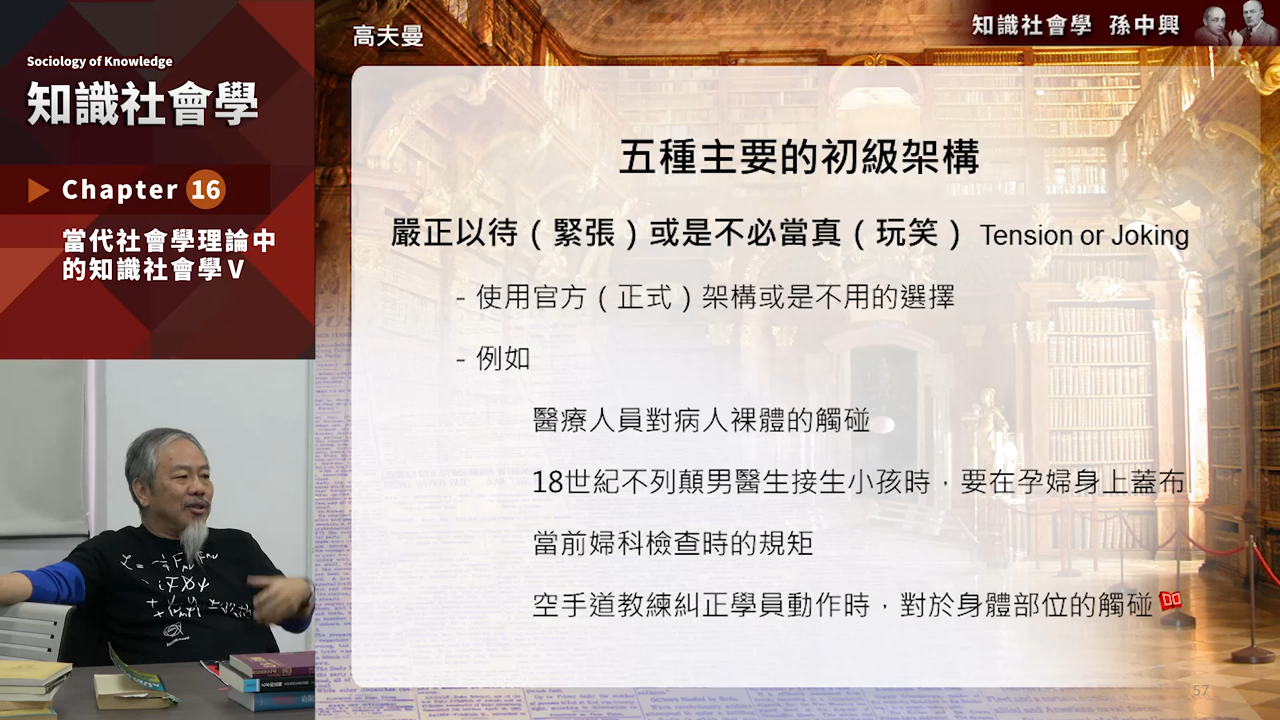 Sociology of Knowledge
知識社會學
Chapter 16
當代社會學理論中
的知識社會學 V
高夫曼
知識社會學 孫中興
五種主要的初級架構
嚴正以待（緊張）或是不必當真（玩笑） Tension or Joking
- 使用官方（正式）架構或是不用的選擇
- 例如
醫療人員對病人裸體的觸碰
18世紀不列顛男醫生接生小孩時，要在孕婦身上蓋布
當前婦科檢查時的規矩
空手道教練糾正學員動作時，對於身體部位的觸碰
57